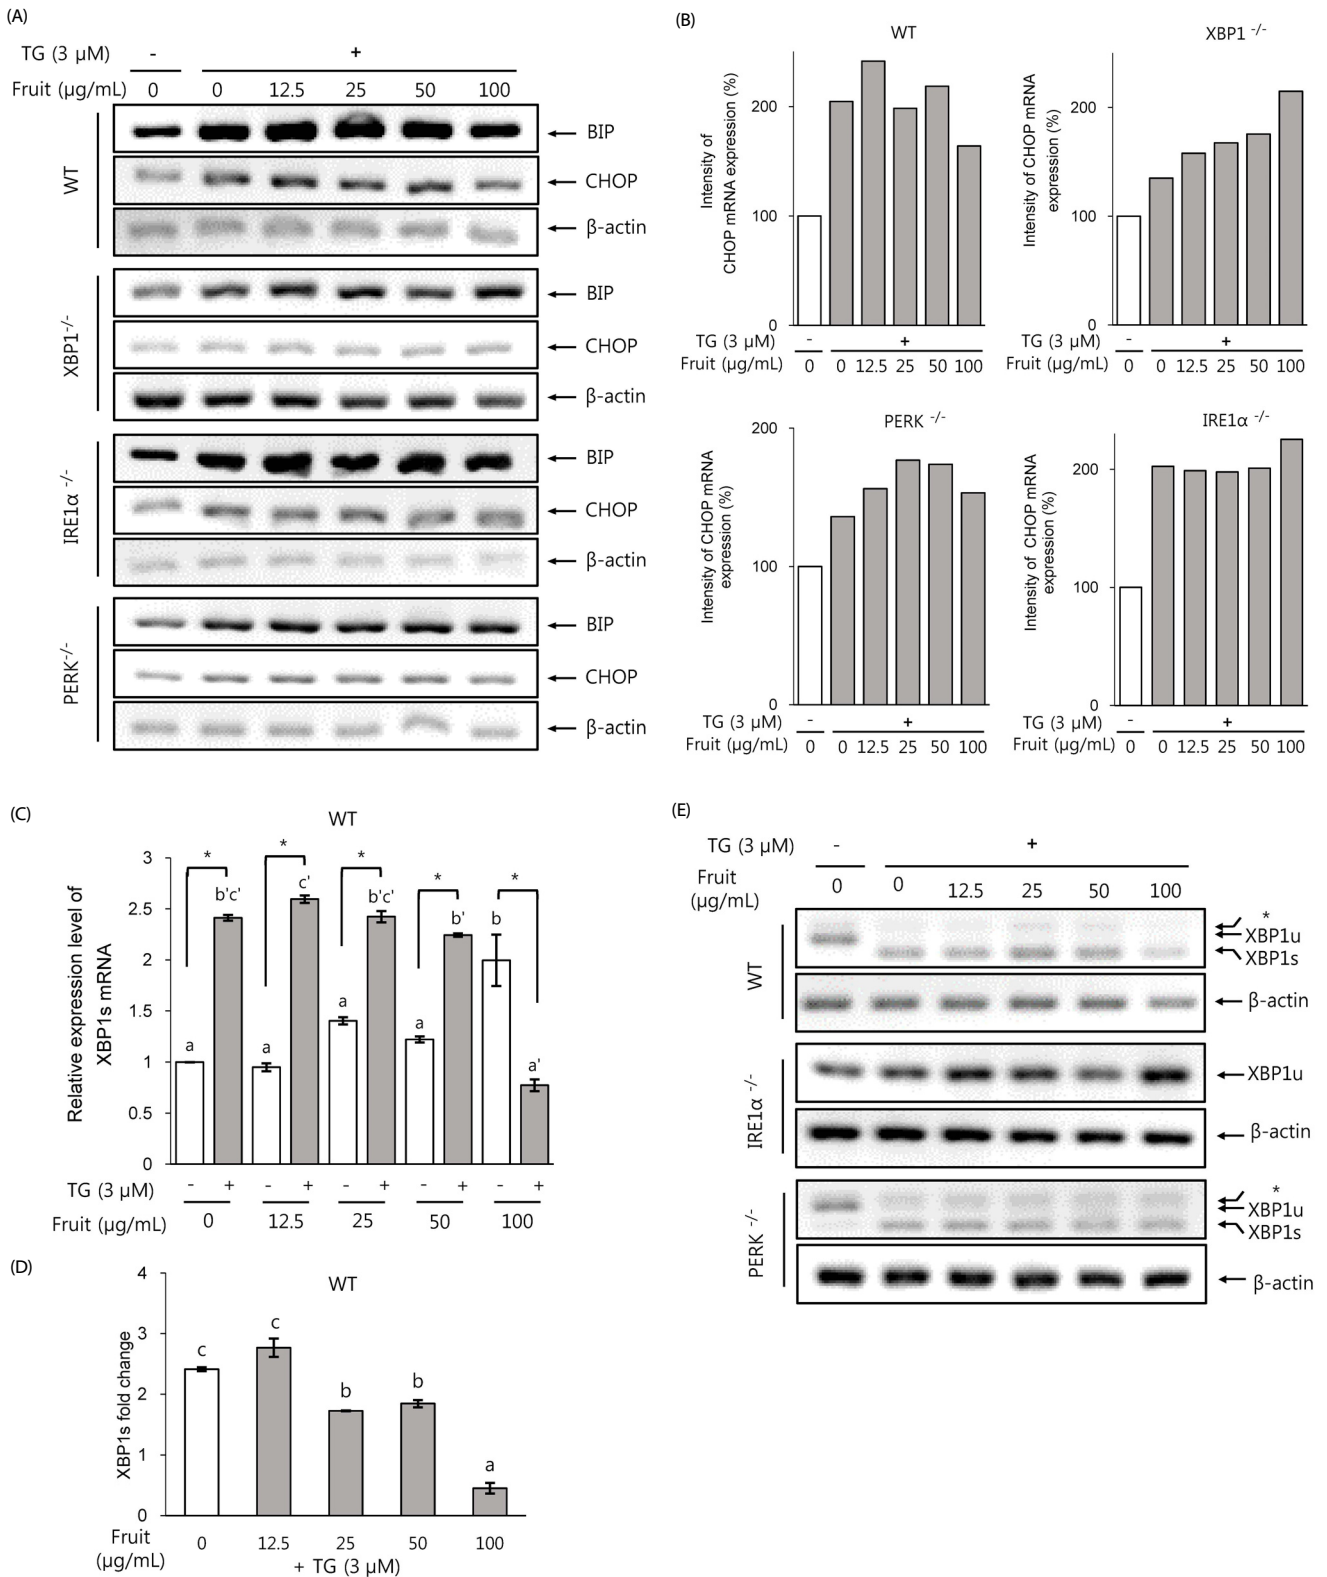 (A)
TG (3 μM) - +
Fruit (μg/mL) 0 0 12.5 25 50 100
WT
BIP
CHOP
β-actin
XBP1-/-
BIP
CHOP
β-actin
IRE1α -/-
BIP
CHOP
β-actin
PERK-/-
BIP
CHOP
β-actin
(B)
WT
Intensity of
CHOP mRNA expression (%)
200
100
0
TG (3 μM) - +
Fruit (μg/mL) 0 0 12.5 25 50 100
XBP1 -/-
Intensity of CHOP mRNA
expression (%)
200
100
0
TG (3 μM) - +
Fruit (μg/mL) 0 0 12.5 25 50 100
PERK -/-
Intensity of CHOP mRNA
expression (%)
200
100
0
TG (3 μM) - +
Fruit (μg/mL) 0 0 12.5 25 50 100
IRE1α -/-
Intensity of CHOP mRNA
expression (%)
200
100
0
TG (3 μM) - +
Fruit (μg/mL) 0 0 12.5 25 50 100
(C)
WT
Relative expression level of
XBP1s mRNA
3
2.5
2
1.5
1
0.5
0
* * * * *
a b'c' a c' a b'c' a b' b a'
TG (3 μM) - + - + - + - + - +
Fruit (μg/mL) 0 12.5 25 50 100
(D)
WT
XBP1s fold change
4
3
2
1
0
c c b b a
Fruit
(μg/mL) 0 12.5 25 50 100
+ TG (3 μM)
(E)
TG (3 μM) - +
Fruit
(μg/mL) 0 0 12.5 25 50 100
WT
*
XBP1u
XBP1s
β-actin
IRE1α -/-
XBP1u
β-actin
PERK -/-
*
XBP1u
XBP1s
β-actin